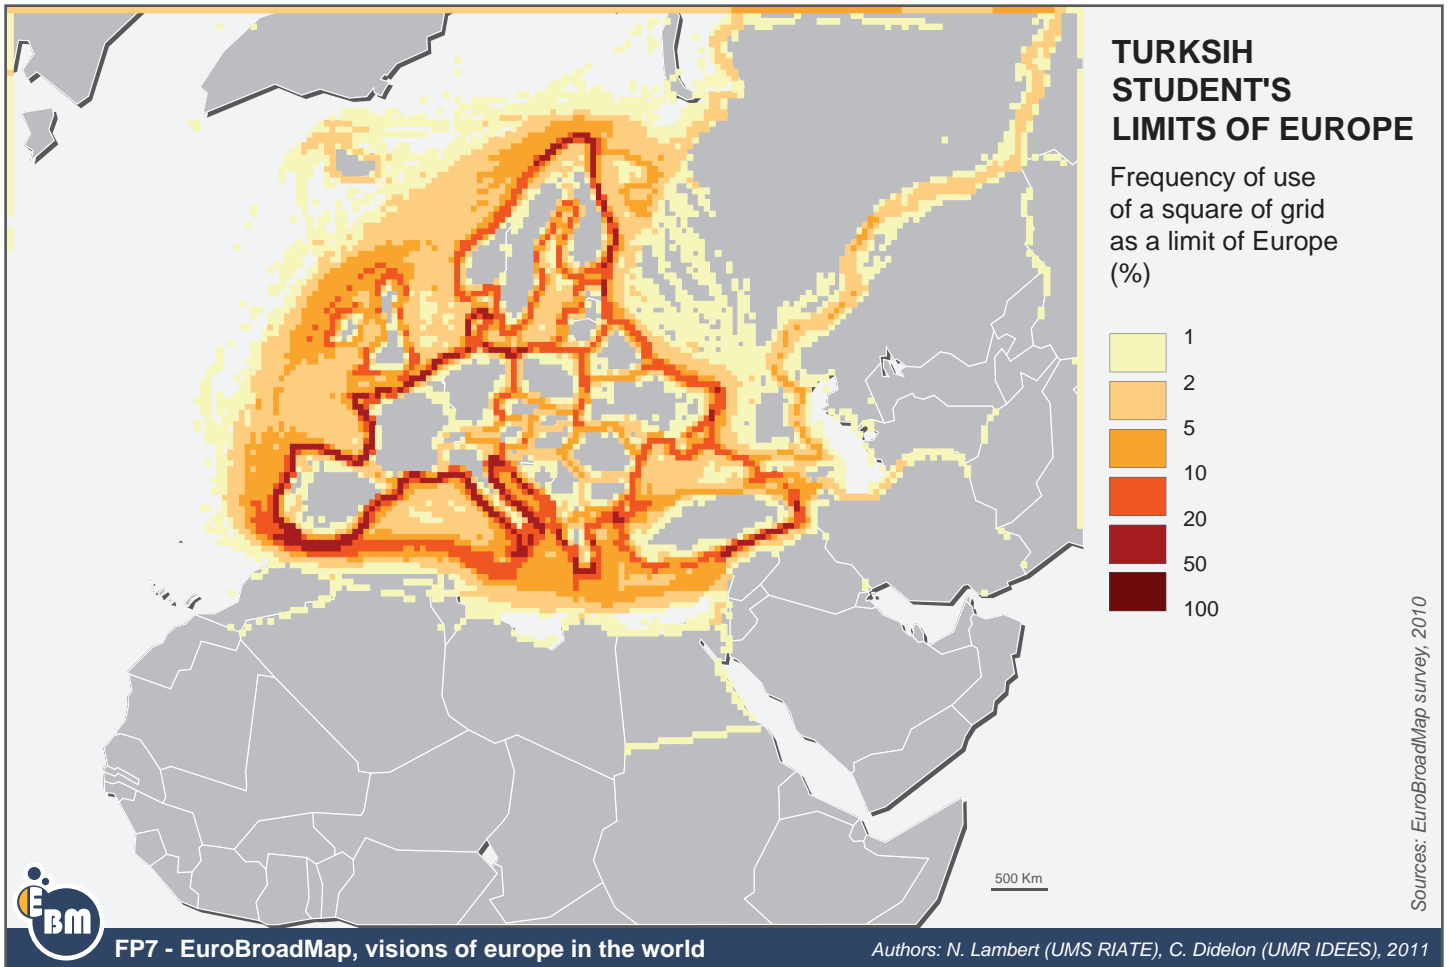 TURKSIH
STUDENT'S
LIMITS OF EUROPE
Frequency of use
of a square of grid
as a limit of Europe
(%)
1
2
5
10
20
50
100
Sources: EuroBroadMap survey, 2010
500 Km
EBM
FP7 - EuroBroadMap, visions of europe in the world
Authors: N. Lambert (UMS RIATE), C. Didelon (UMR IDEES), 2011